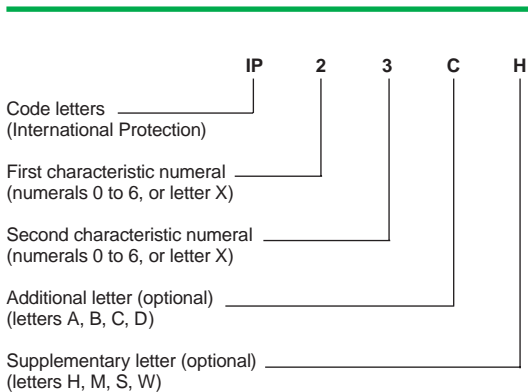 IP 2 3 C H
Code letters
(International Protection)
First characteristic numeral
(numerals 0 to 6, or letter X)
Second characteristic numeral
(numerals 0 to 6, or letter X)
Additional letter (optional)
(letters A, B, C, D)
Supplementary letter (optional)
(letters H, M, S, W)